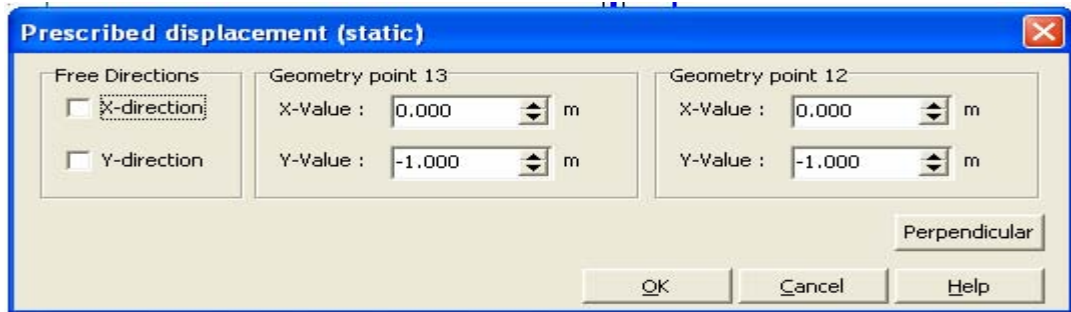 Prescribed displacement (static)
Free Directions
X-direction
Y-direction
Geometry point 13
X-Value : 0.000 m
Y-Value : -1.000 m
Geometry point 12
X-Value : 0.000 m
Y-Value : -1.000 m
Perpendicular
OK Cancel Help